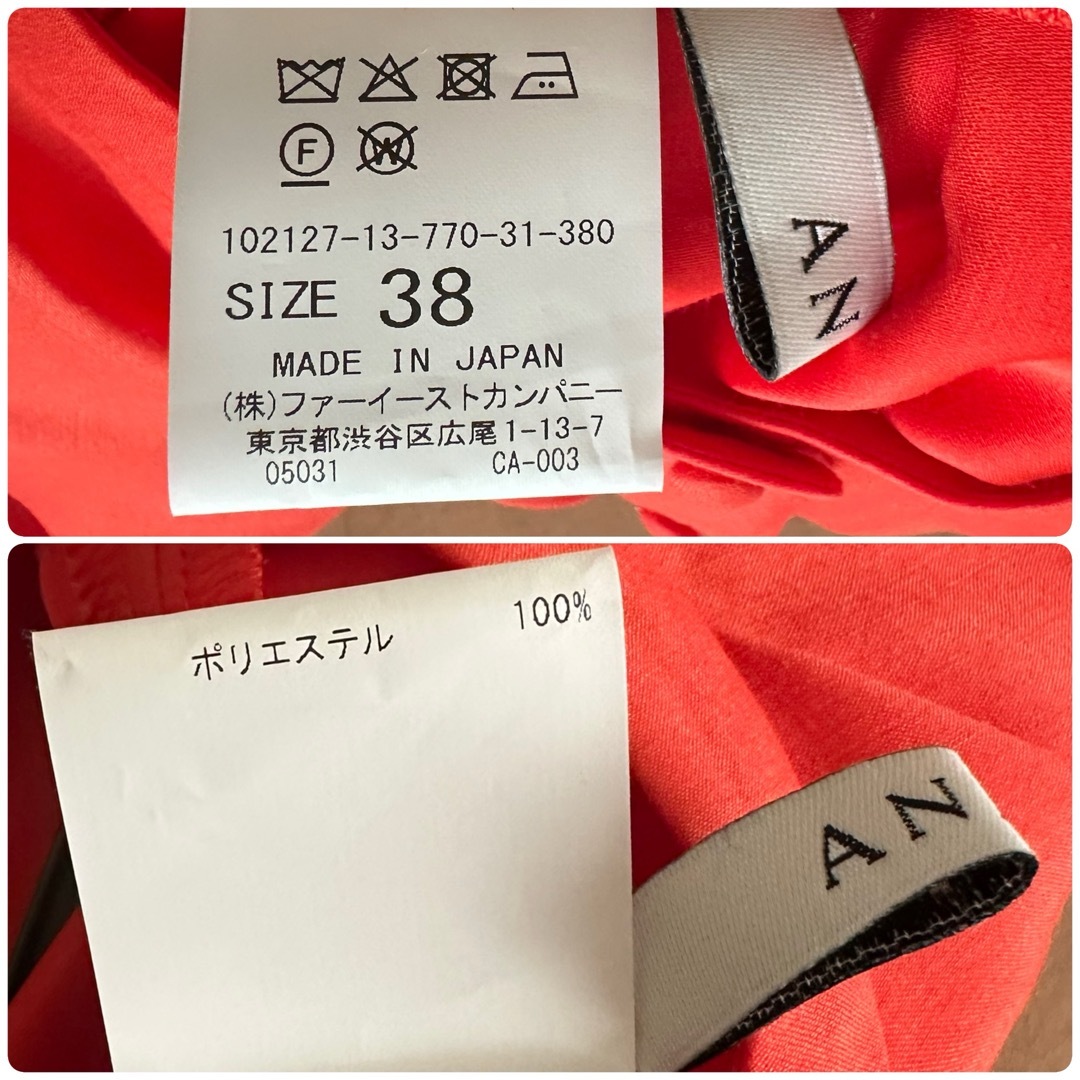 F W
102127-13-770-31-380
SIZE 38
MADE IN JAPAN
(株)ファーイーストカンパニー
東京都渋谷区広尾1-13-7
05031 CA-003
AN
ポリエステル 100%
AN